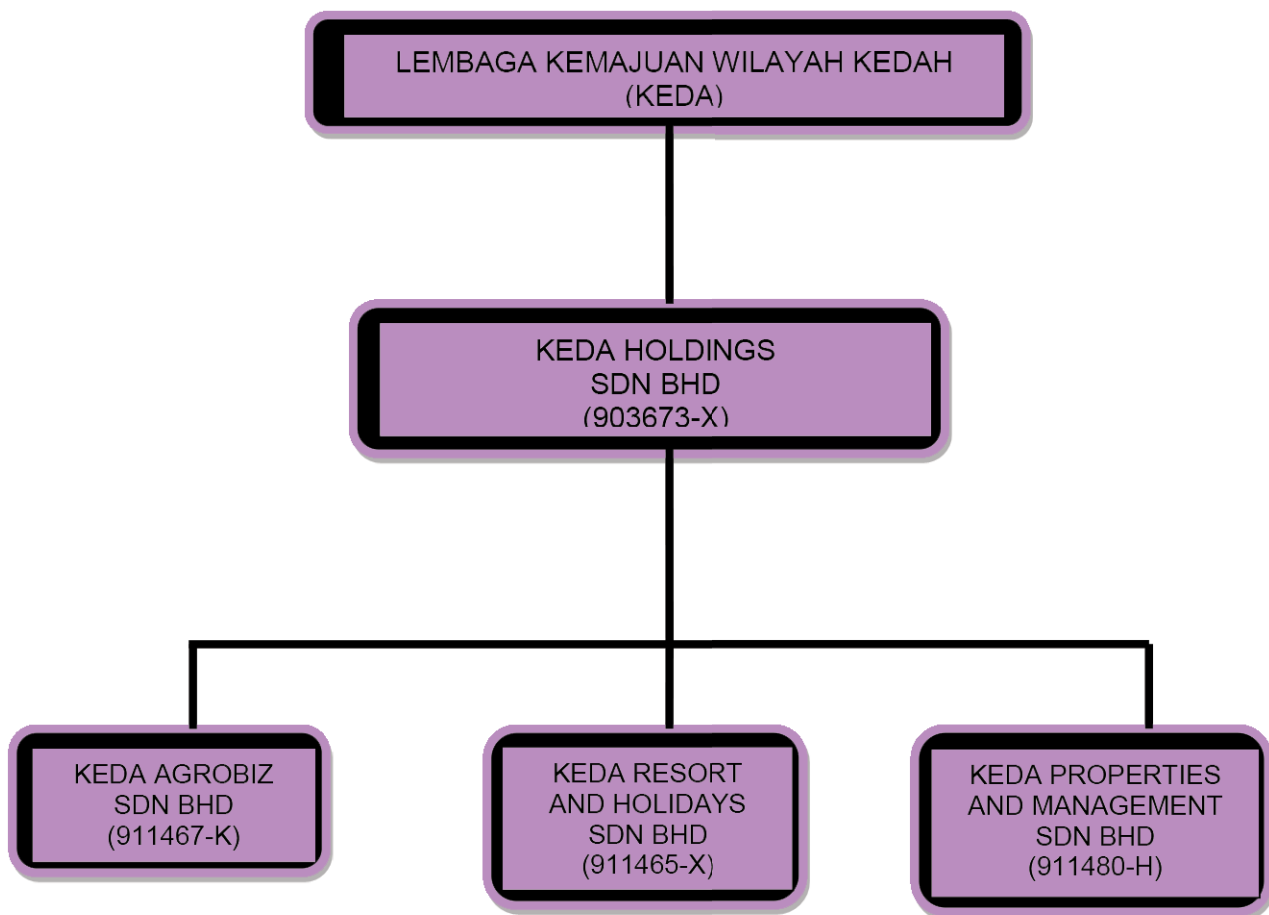 LEMBAGA KEMAJUAN WILAYAH KEDAH
(KEDA)
KEDA HOLDINGS
SDN BHD
(903673-X)
KEDA AGROBIZ
SDN BHD
(911467-K)
KEDA RESORT
AND HOLIDAYS
SDN BHD
(911465-X)
KEDA PROPERTIES
AND MANAGEMENT
SDN BHD
(911480-H)